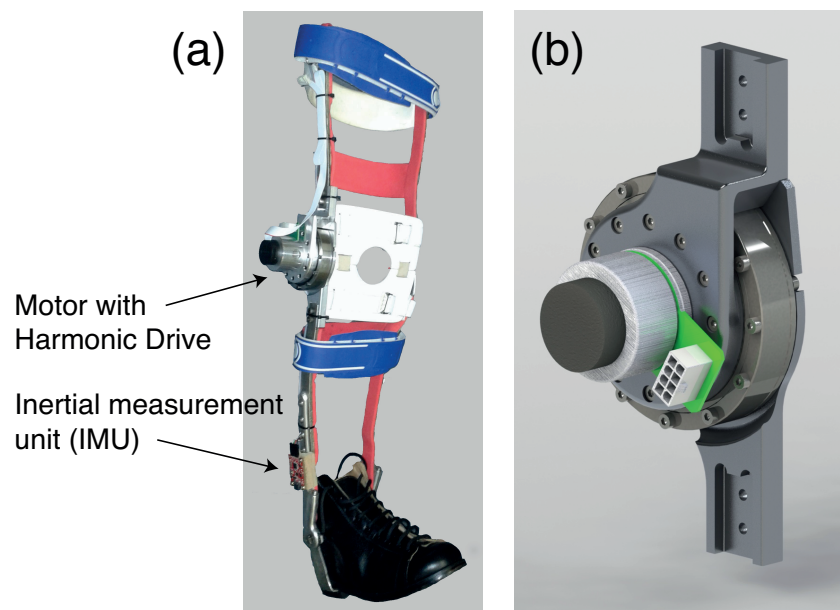 (a)
(b)
Motor with
Harmonic Drive
Inertial measurement
unit (IMU)